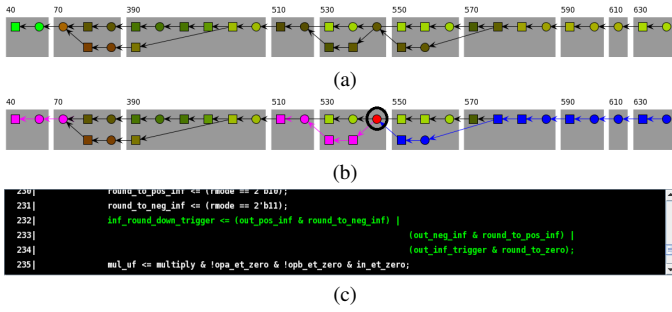 40 70 390 510 530 550 570 590 610 630
(a)
40 70 390 510 530 550 570 590 610 630
(b)
230| round_to_pos_inf <= (rmode == 2'b10);
231| round_to_neg_inf <= (rmode == 2'b11);
232| inf_round_down_trigger <= (out_pos_inf & round_to_neg_inf) |
233| (out_neg_inf & round_to_pos_inf) |
234| (out_inf_trigger & round_to_zero);
235| mul_uf <= multiply & !opa_et_zero & !opb_et_zero & in_et_zero;
(c)